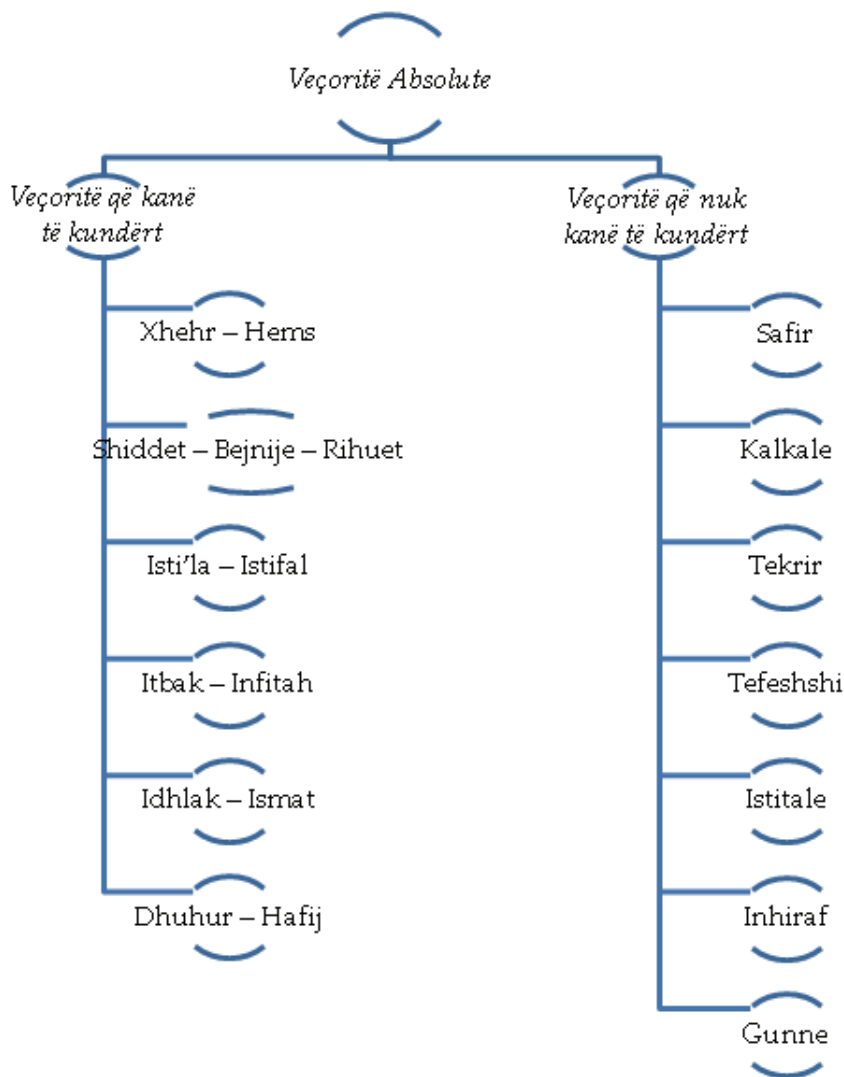 Veçoritë Absolute
Veçoritë që kanë
të kundërt
Xhehr – Hems
Shiddet – Bejnije – Rihuet
Isti’la – Istifal
Itbak – Infitah
Idhlak – Ismat
Dhuhur – Hafij
Veçoritë që nuk
kanë të kundërt
Safir
Kalkale
Tekrir
Tefeshshi
Istitale
Inhiraf
Gunne